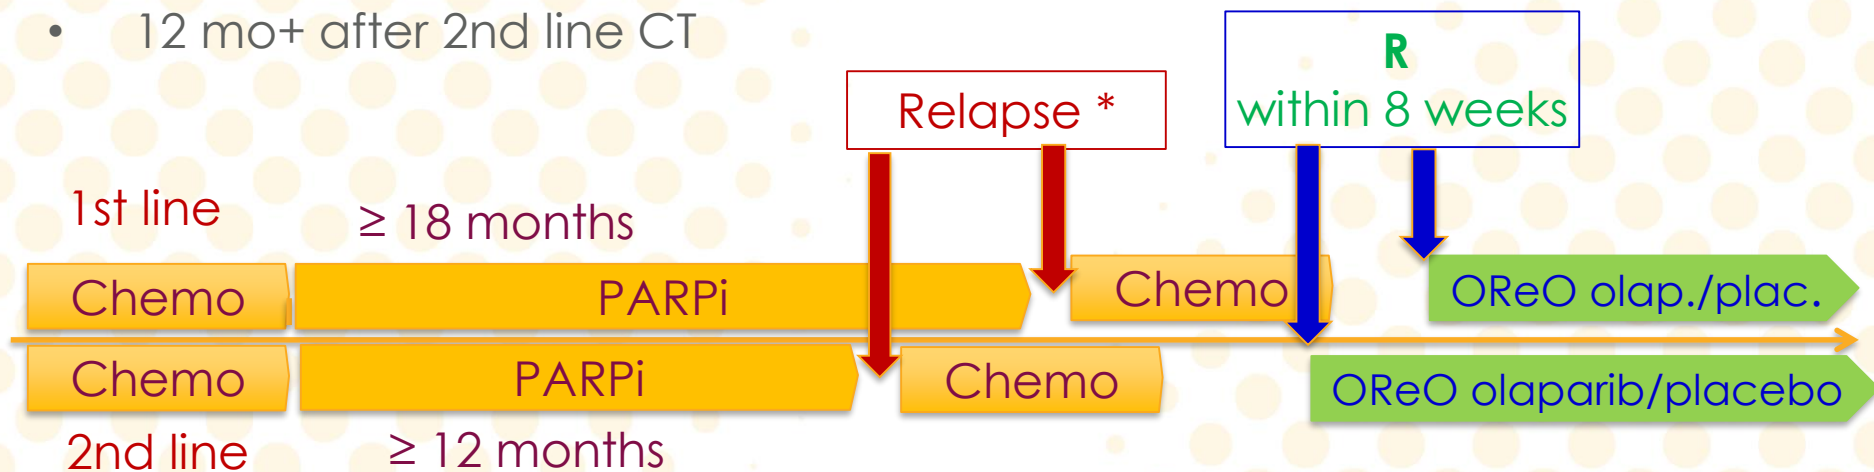 • 12 mo+ after 2nd line CT
Relapse *
R
within 8 weeks
1st line
≥ 18 months
Chemo
PARPi
Chemo
OReO olap./plac.
Chemo
PARPi
Chemo
OReO olaparib/placebo
2nd line
≥ 12 months